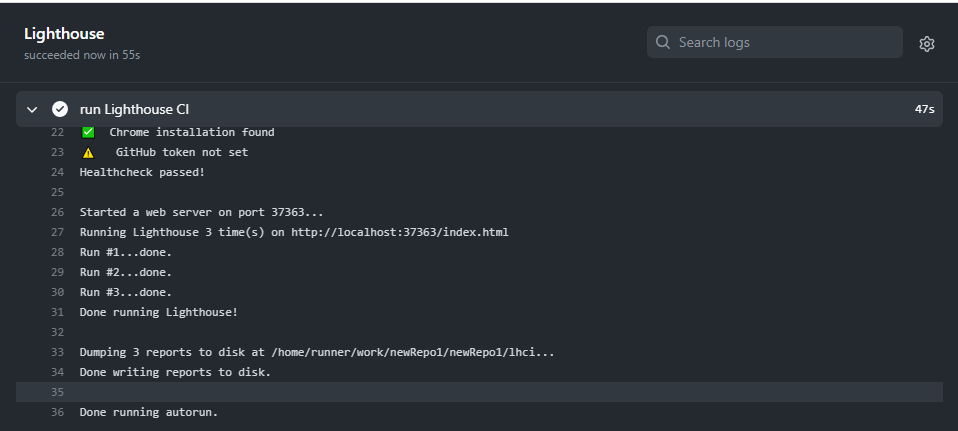 Lighthouse
succeeded now in 55s
Search logs
run Lighthouse CI
47s
22 ✅ Chrome installation found
23 ⚠️ GitHub token not set
24 Healthcheck passed!
25
26 Started a web server on port 37363...
27 Running Lighthouse 3 time(s) on http://localhost:37363/index.html
28 Run #1...done.
29 Run #2...done.
30 Run #3...done.
31 Done running Lighthouse!
32
33 Dumping 3 reports to disk at /home/runner/work/newRepo1/newRepo1/lhci...
34 Done writing reports to disk.
35
36 Done running autorun.